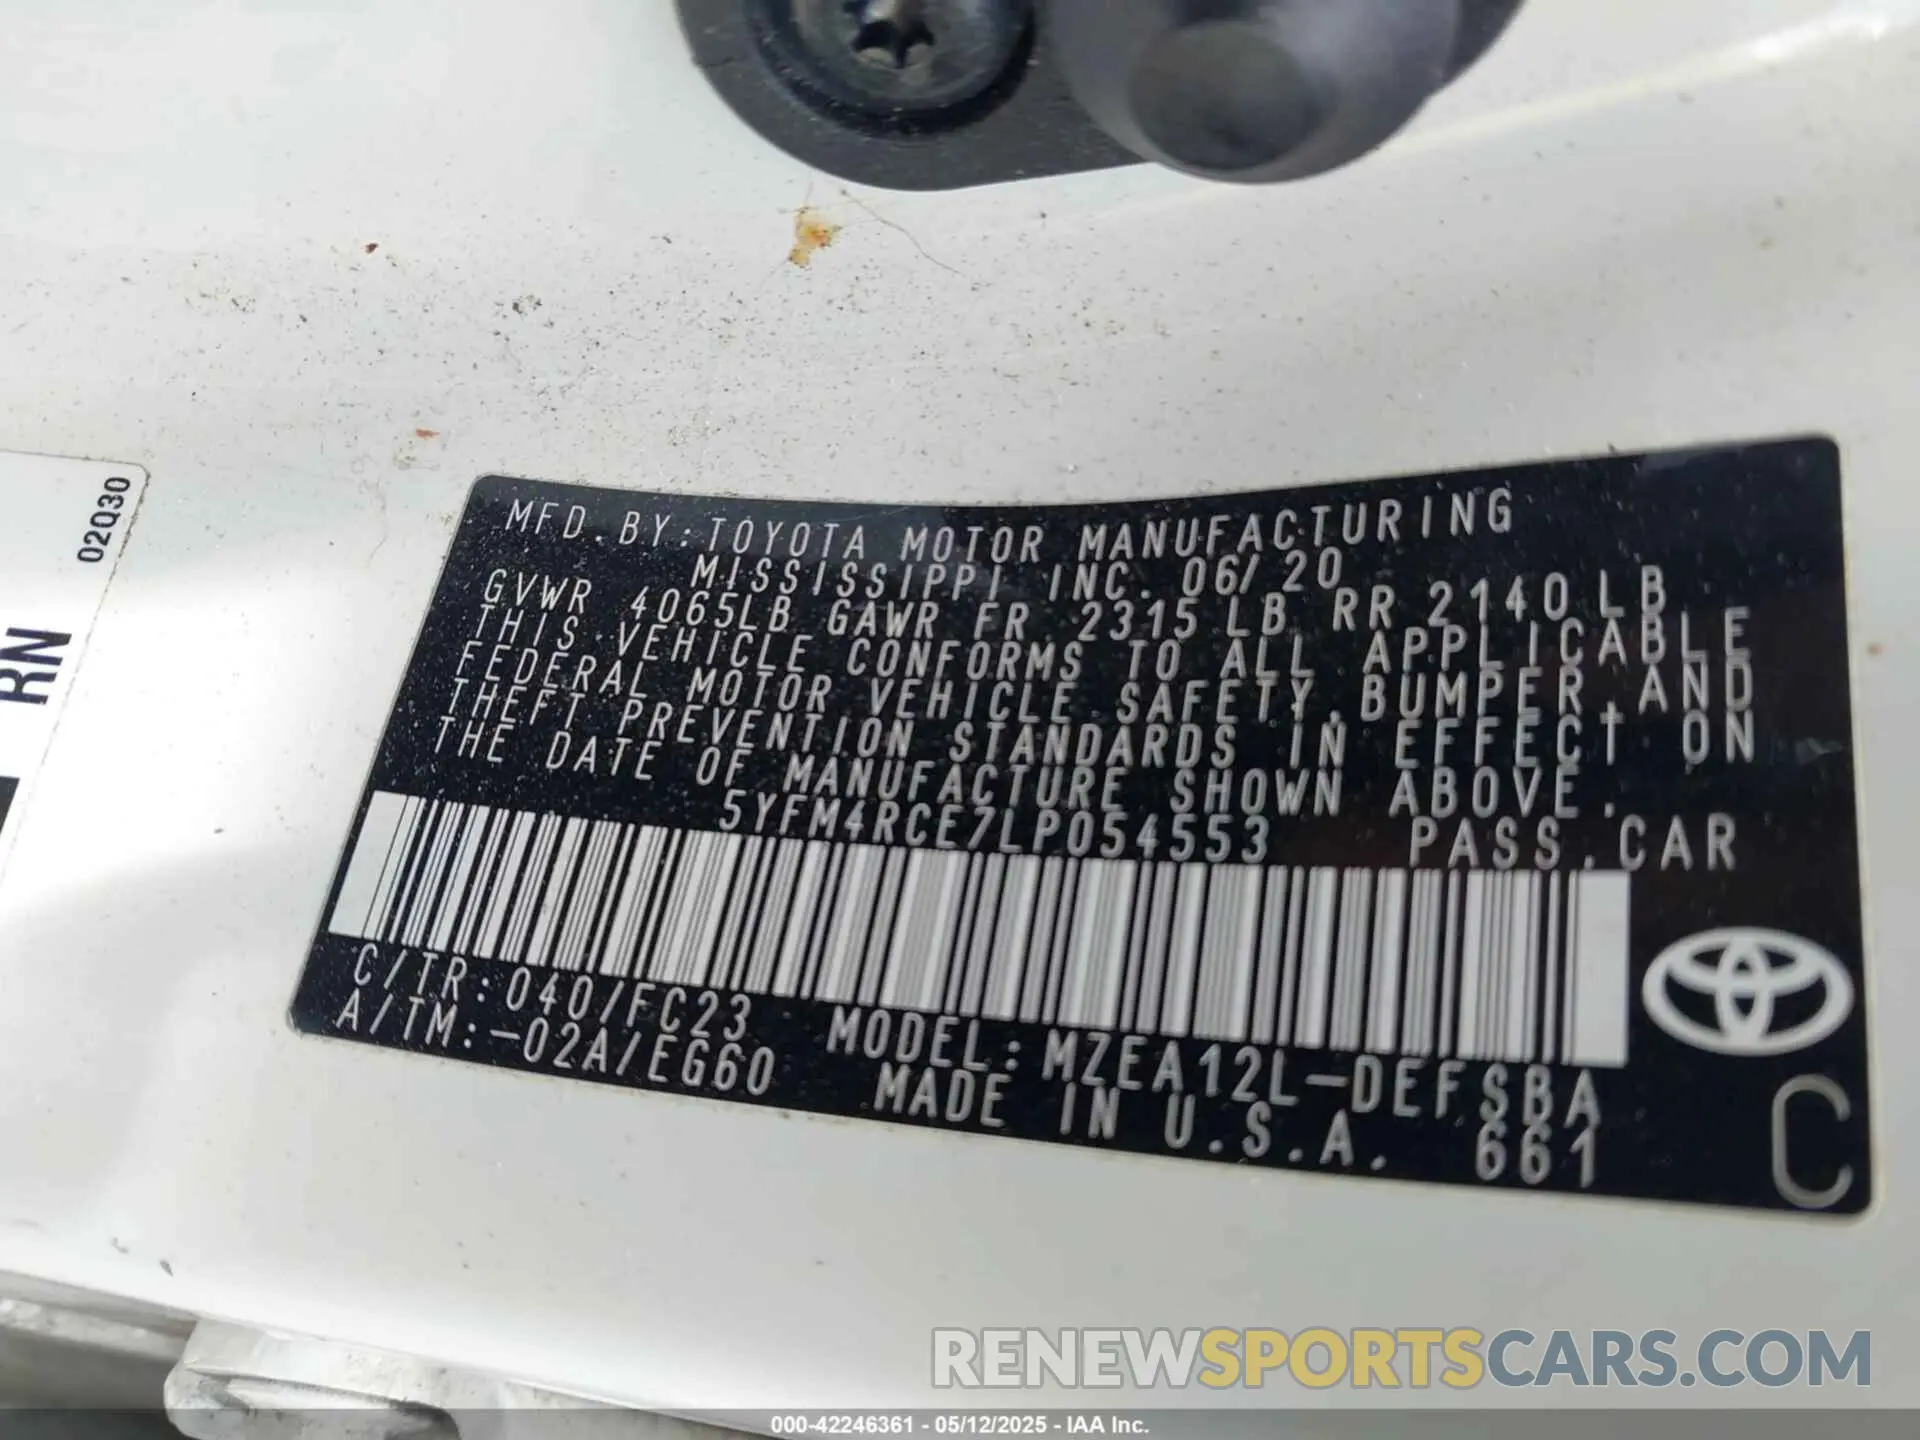 02Q30
RN
MFD. BY: TOYOTA MOTOR MANUFACTURING
MISSISSIPPI, INC. 06/20
GVWR 4065LB GAWR FR 2315 LB RR 2140 LB
THIS VEHICLE CONFORMS TO ALL APPLICABLE
FEDERAL MOTOR VEHICLE SAFETY, BUMPER, AND
THEFT PREVENTION STANDARDS IN EFFECT ON
THE DATE OF MANUFACTURE SHOWN ABOVE.
5YFM4RCE7LP054553 PASS. CAR
C/TR: 040/FC23 MODEL: MZEA12L-DEFSBA
A/TM: -02A/EG60 MADE IN U.S.A. 661
C
RENEWSPORTSCARS.COM
000-42246361 - 05/12/2025 - IAA Inc.